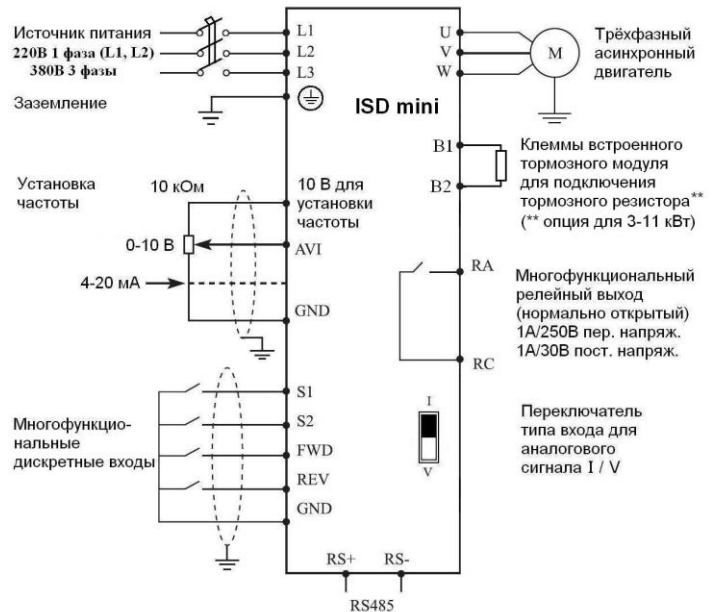 Источник питания
220В 1 фаза (L1, L2)
380В 3 фазы
Заземление
L1
L2
L3
ISD mini
U
V
W
M
Трёхфазный
асинхронный
двигатель
B1
B2
Клеммы встроенного
тормозного модуля
для подключения
тормозного резистора**
(** опция для 3-11 кВт)
Установка
частоты
10 кОм
0-10 В
4-20 мА
10 В для
установки
частоты
AVI
GND
RA
RC
Многофункциональный
релейный выход
(нормально открытый)
1А/250В пер. напряж.
1А/30В пост. напряж.
Многофункцио-
нальные
дискретные входы
S1
S2
FWD
REV
GND
I
V
Переключатель
типа входа для
аналогового
сигнала I / V
RS+ RS-
RS485